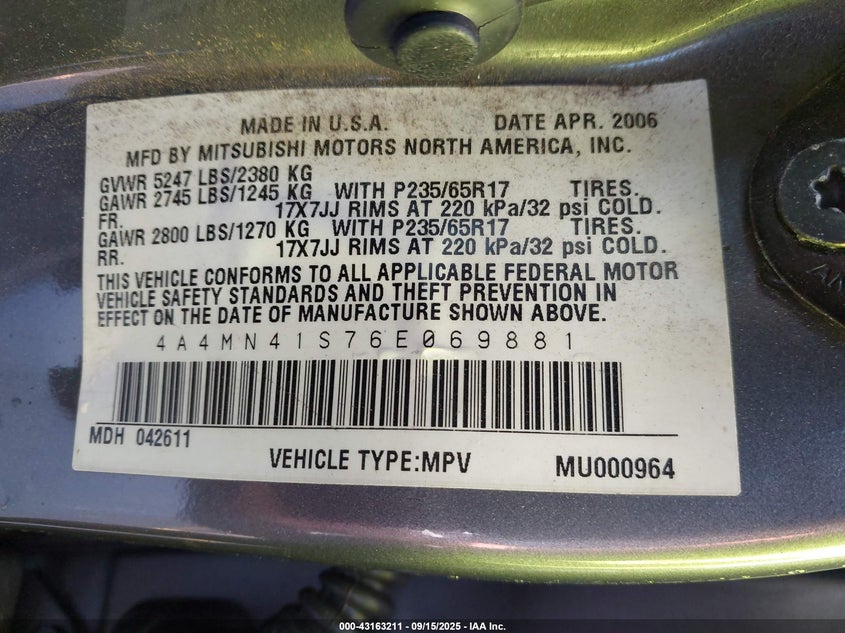 MADE IN U.S.A. DATE APR. 2006
MFD BY MITSUBISHI MOTORS NORTH AMERICA, INC.
GVWR 5247 LBS/2380 KG
GAWR 2745 LBS/1245 KG WITH P235/65R17 TIRES.
FR. 17X7JJ RIMS AT 220 kPa/32 psi COLD.
GAWR 2800 LBS/1270 KG WITH P235/65R17 TIRES.
RR. 17X7JJ RIMS AT 220 kPa/32 psi COLD.
THIS VEHICLE CONFORMS TO ALL APPLICABLE FEDERAL MOTOR
VEHICLE SAFETY STANDARDS AND THEFT PREVENTION IN
EFFECT ON THE DATE OF MANUFACTURE SHOWN ABOVE.
4A4MN41S76E069881
MDH 042611
VEHICLE TYPE:MPV MU000964
000-43163211 - 09/15/2025 - IAA Inc.